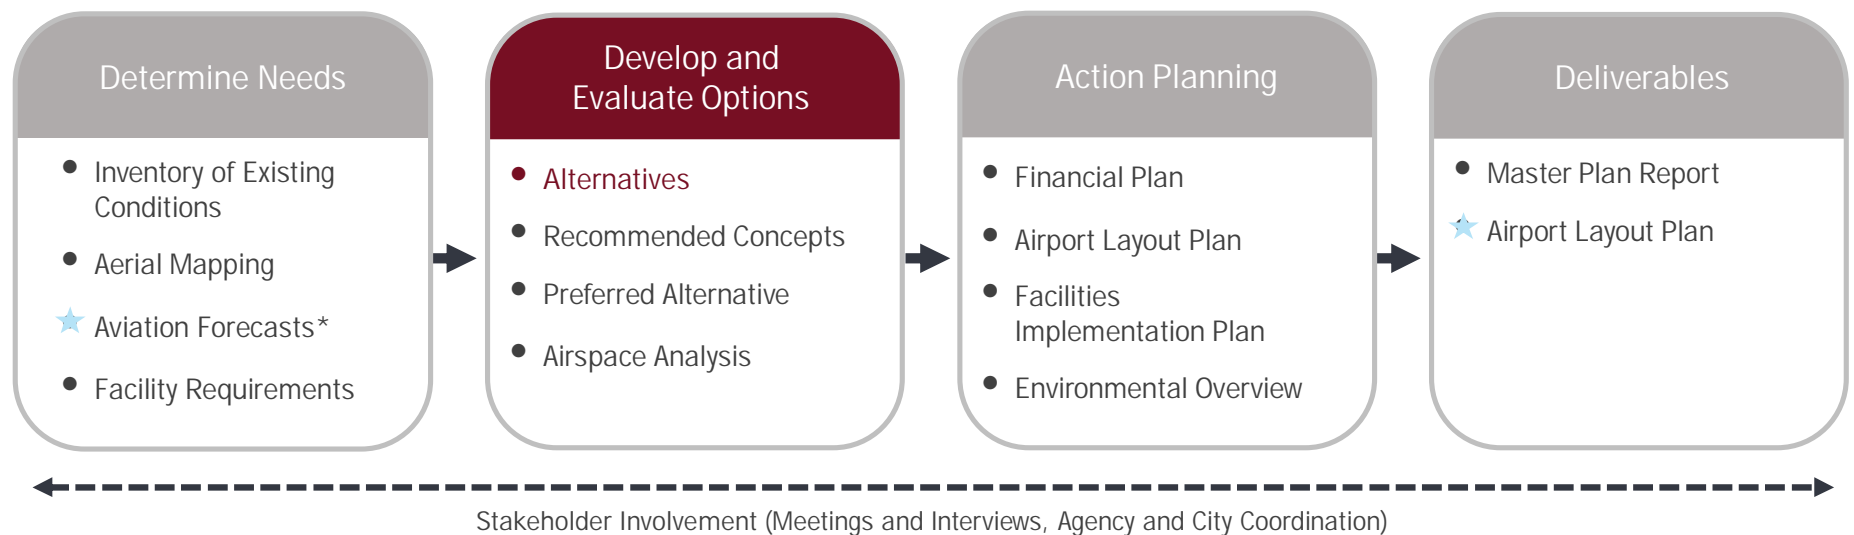 Determine Needs
Inventory of Existing
Conditions
Aerial Mapping
Aviation Forecasts*
Facility Requirements
Develop and
Evaluate Options
Alternatives
Recommended Concepts
Preferred Alternative
Airspace Analysis
Action Planning
Financial Plan
Airport Layout Plan
Facilities
Implementation Plan
Environmental Overview
Deliverables
Master Plan Report
Airport Layout Plan
Stakeholder Involvement (Meetings and Interviews, Agency and City Coordination)